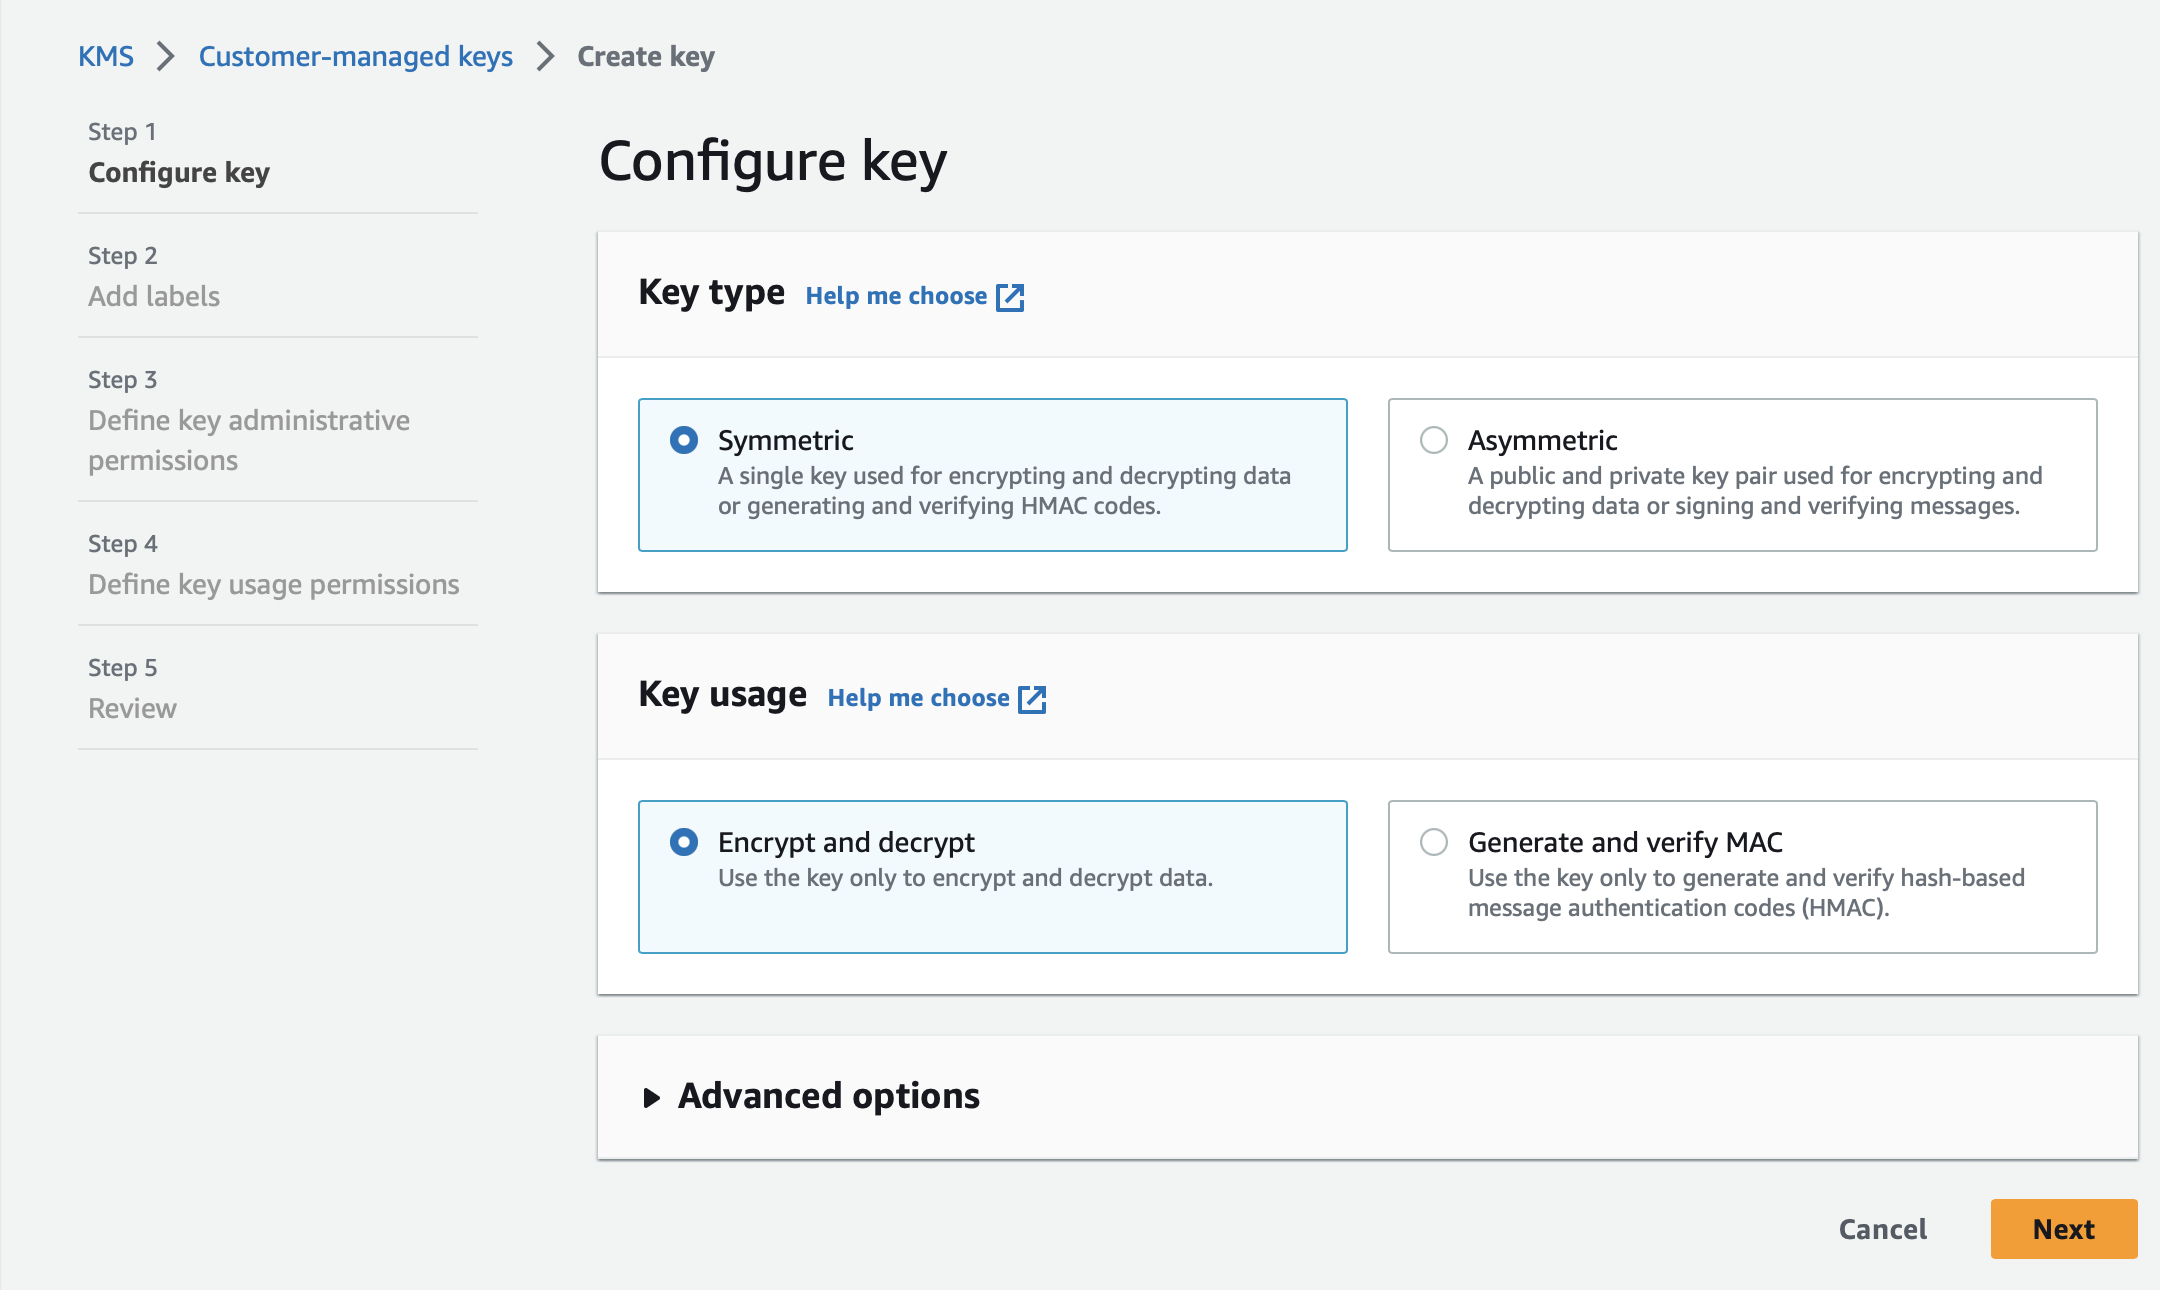 KMS > Customer-managed keys > Create key
Step 1
Configure key
Step 2
Add labels
Step 3
Define key administrative
permissions
Step 4
Define key usage permissions
Step 5
Review
Configure key
Key type Help me choose
Symmetric
A single key used for encrypting and decrypting data
or generating and verifying HMAC codes.
Asymmetric
A public and private key pair used for encrypting and
decrypting data or signing and verifying messages.
Key usage Help me choose
Encrypt and decrypt
Use the key only to encrypt and decrypt data.
Generate and verify MAC
Use the key only to generate and verify hash-based
message authentication codes (HMAC).
Advanced options
Cancel Next